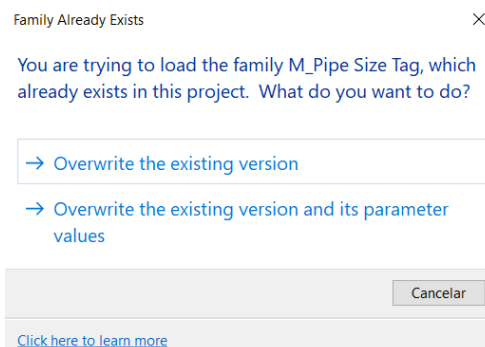 Family Already Exists
You are trying to load the family M_Pipe Size Tag, which
already exists in this project.  What do you want to do?
Overwrite the existing version
Overwrite the existing version and its parameter
values
Cancelar
Click here to learn more